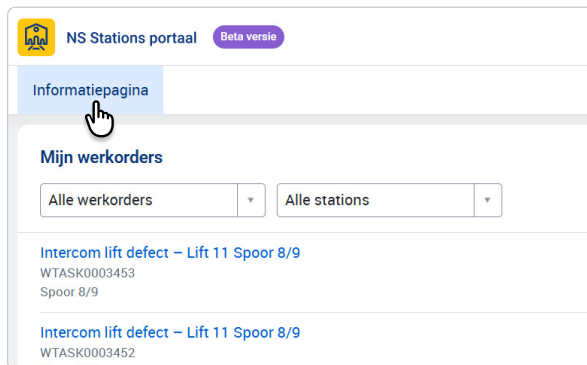 NS Stations portaal
Beta versie
Informatiepagina
Mijn werkorders
Alle werkorders
Alle stations
Intercom lift defect – Lift 11 Spoor 8/9
WTASK0003453
Spoor 8/9
Intercom lift defect – Lift 11 Spoor 8/9
WTASK0003452